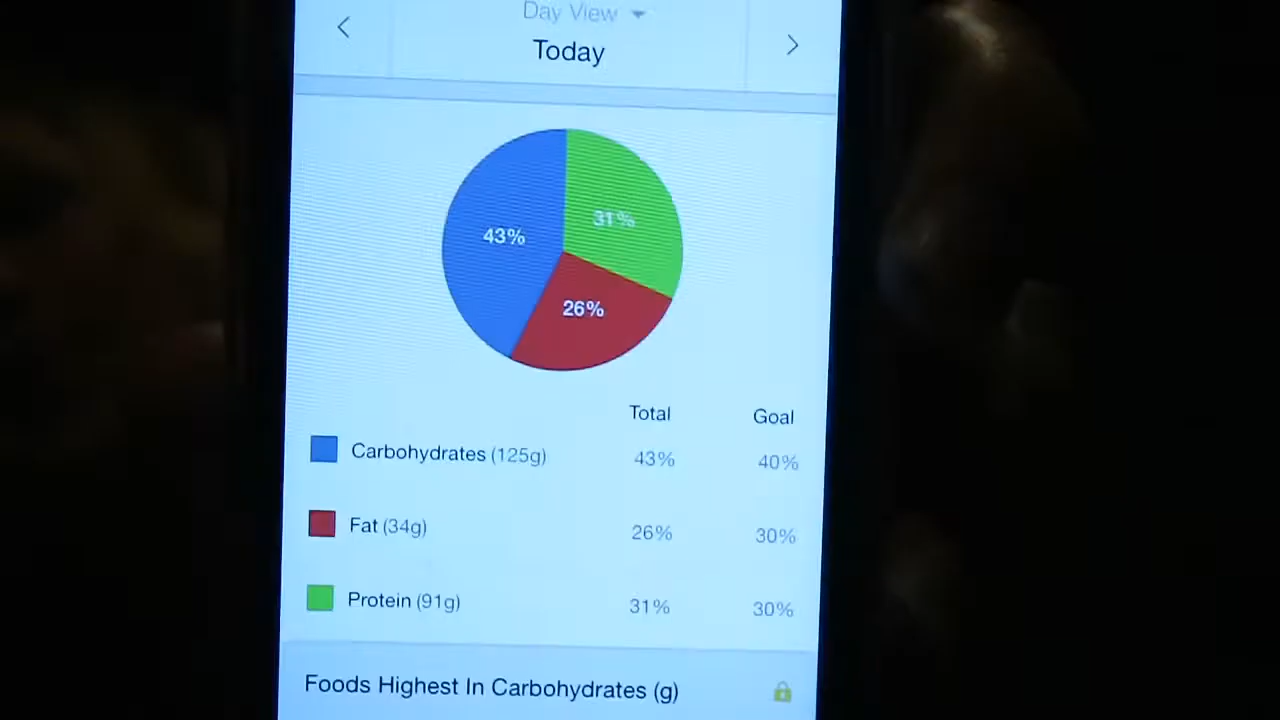 Day View
Today
31%
43%
26%
Total Goal
Carbohydrates (125g) 43% 40%
Fat (34g) 26% 30%
Protein (91g) 31% 30%
Foods Highest In Carbohydrates (g)